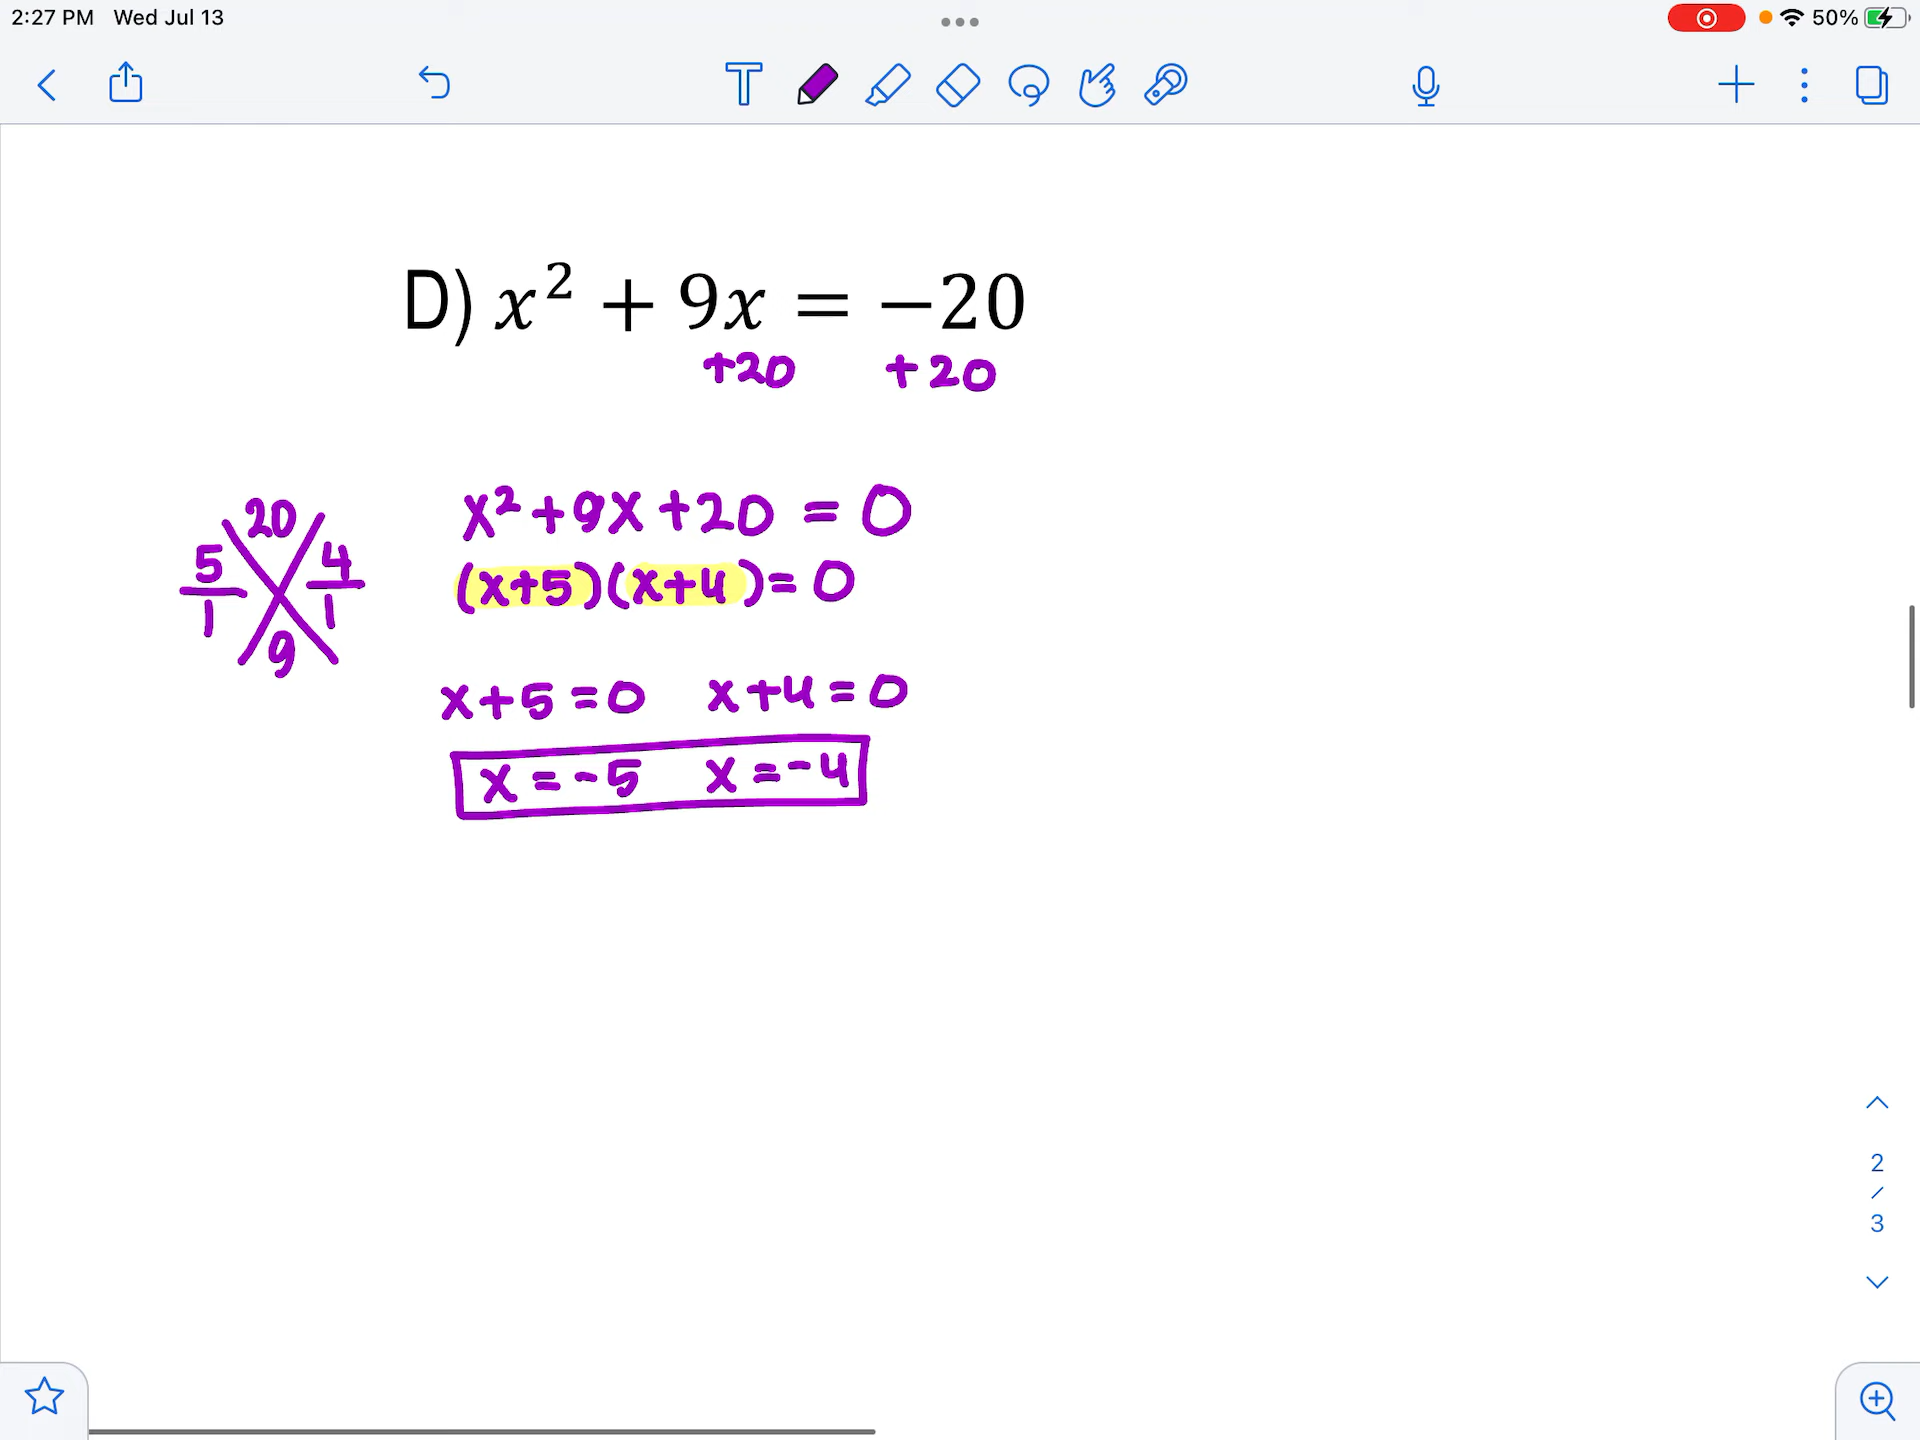 2:27 PM Wed Jul 13
50%
T
D) x² + 9x = −20
+20 +20
x²+9x+20 = 0
(x+5)(x+4)=0
20
5 4
1 1
9
x+5=0 x+4=0
x=-5 x=-4
2
/
3